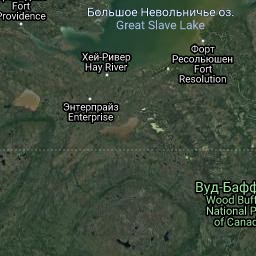 Fort
Providence
Большое Невольничье оз.
Great Slave Lake
Хей-Ривер
Hay River
Форт
Ресольюшен
Fort
Resolution
Энтерпрайз
Enterprise
Вуд-Бафф
Wood Buff
National P
of Canad